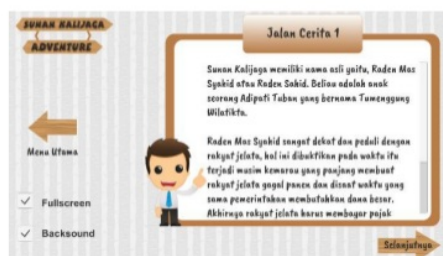 SUNAN KALIJAGA
ADVENTURE
Jalan Cerita 1
Sunan Kalijaga memiliki nama asli yaitu, Raden Mas
Syahid atau Raden Sahid. Beliau adalah anak
seorang Adipati Tuban yang bernama Tumenggung
Wilatikta.
Raden Mas Syahid sangat dekat dan peduli dengan
rakyat jelata, hal ini dibuktikan pada waktu itu
terjadi musim kemarau yang panjang membuat
rakyat jelata gagal panen dan disaat waktu yang
sama pemerintahan membutuhkan dana besar.
Akhirnya rakyat jelata harus membayar pajak
Menu Utama
Fullscreen
Backsound
Selanjutnya